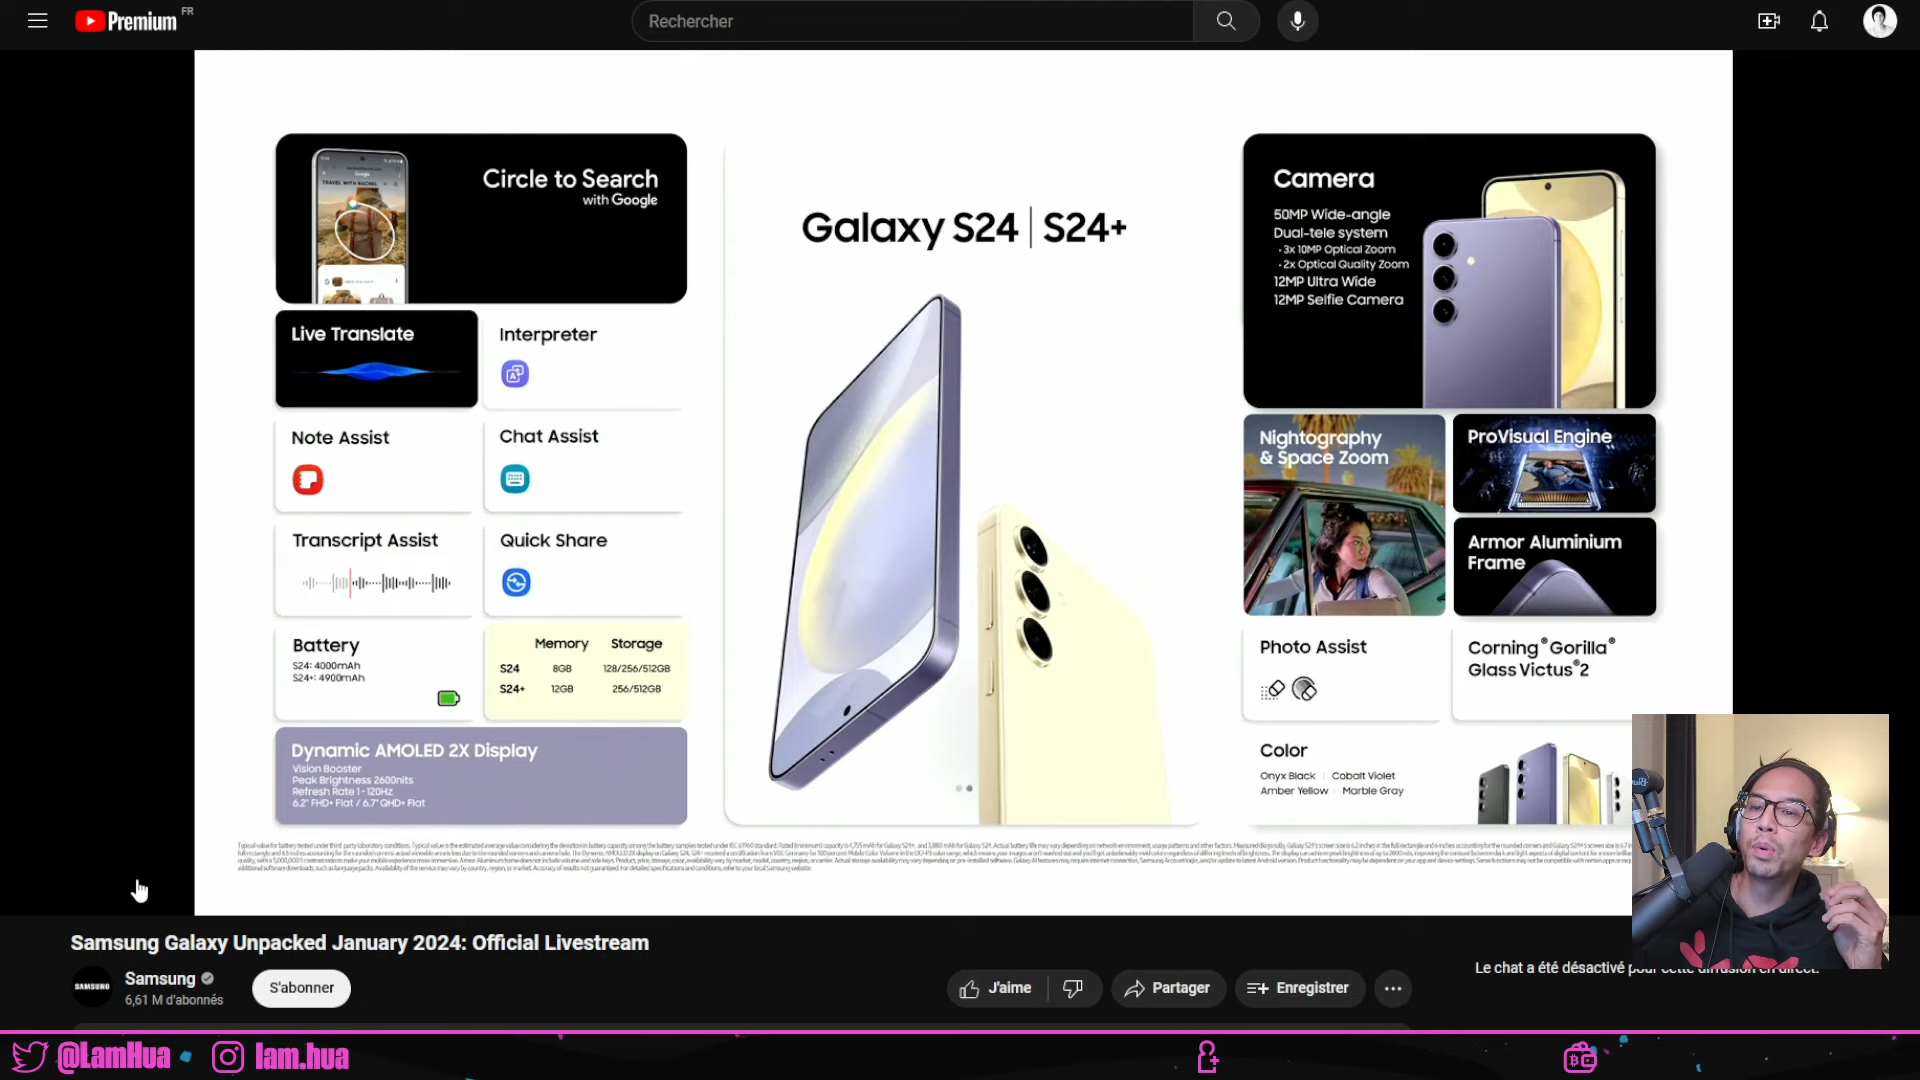 Premium FR
Rechercher
Circle to Search
with Google
Live Translate
Interpreter
Note Assist
Chat Assist
Transcript Assist
Quick Share
Battery
S24: 4000mAh
S24+: 4900mAh
Memory Storage
S24 8GB 128/256/512GB
S24+ 12GB 256/512GB
Dynamic AMOLED 2X Display
Vision Booster
Peak Brightness 2600nits
Refresh Rate 1 - 120Hz
6.2" FHD+ Flat / 6.7" QHD+ Flat
Galaxy S24 | S24+
Camera
50MP Wide-angle
Dual-tele system
• 3x 10MP Optical Zoom
• 2x Optical Quality Zoom
12MP Ultra Wide
12MP Selfie Camera
Nightography
& Space Zoom
ProVisual Engine
Armor Aluminium
Frame
Photo Assist
Corning® Gorilla®
Glass Victus®2
Color
Onyx Black | Cobalt Violet
Amber Yellow | Marble Gray
Samsung Galaxy Unpacked January 2024: Official Livestream
SAMSUNG
Samsung
6,61 M d'abonnés
S'abonner
J'aime
Partager
Enregistrer
Le chat a été désactivé pour cette diffusion en direct.
@LamHua
lam.hua